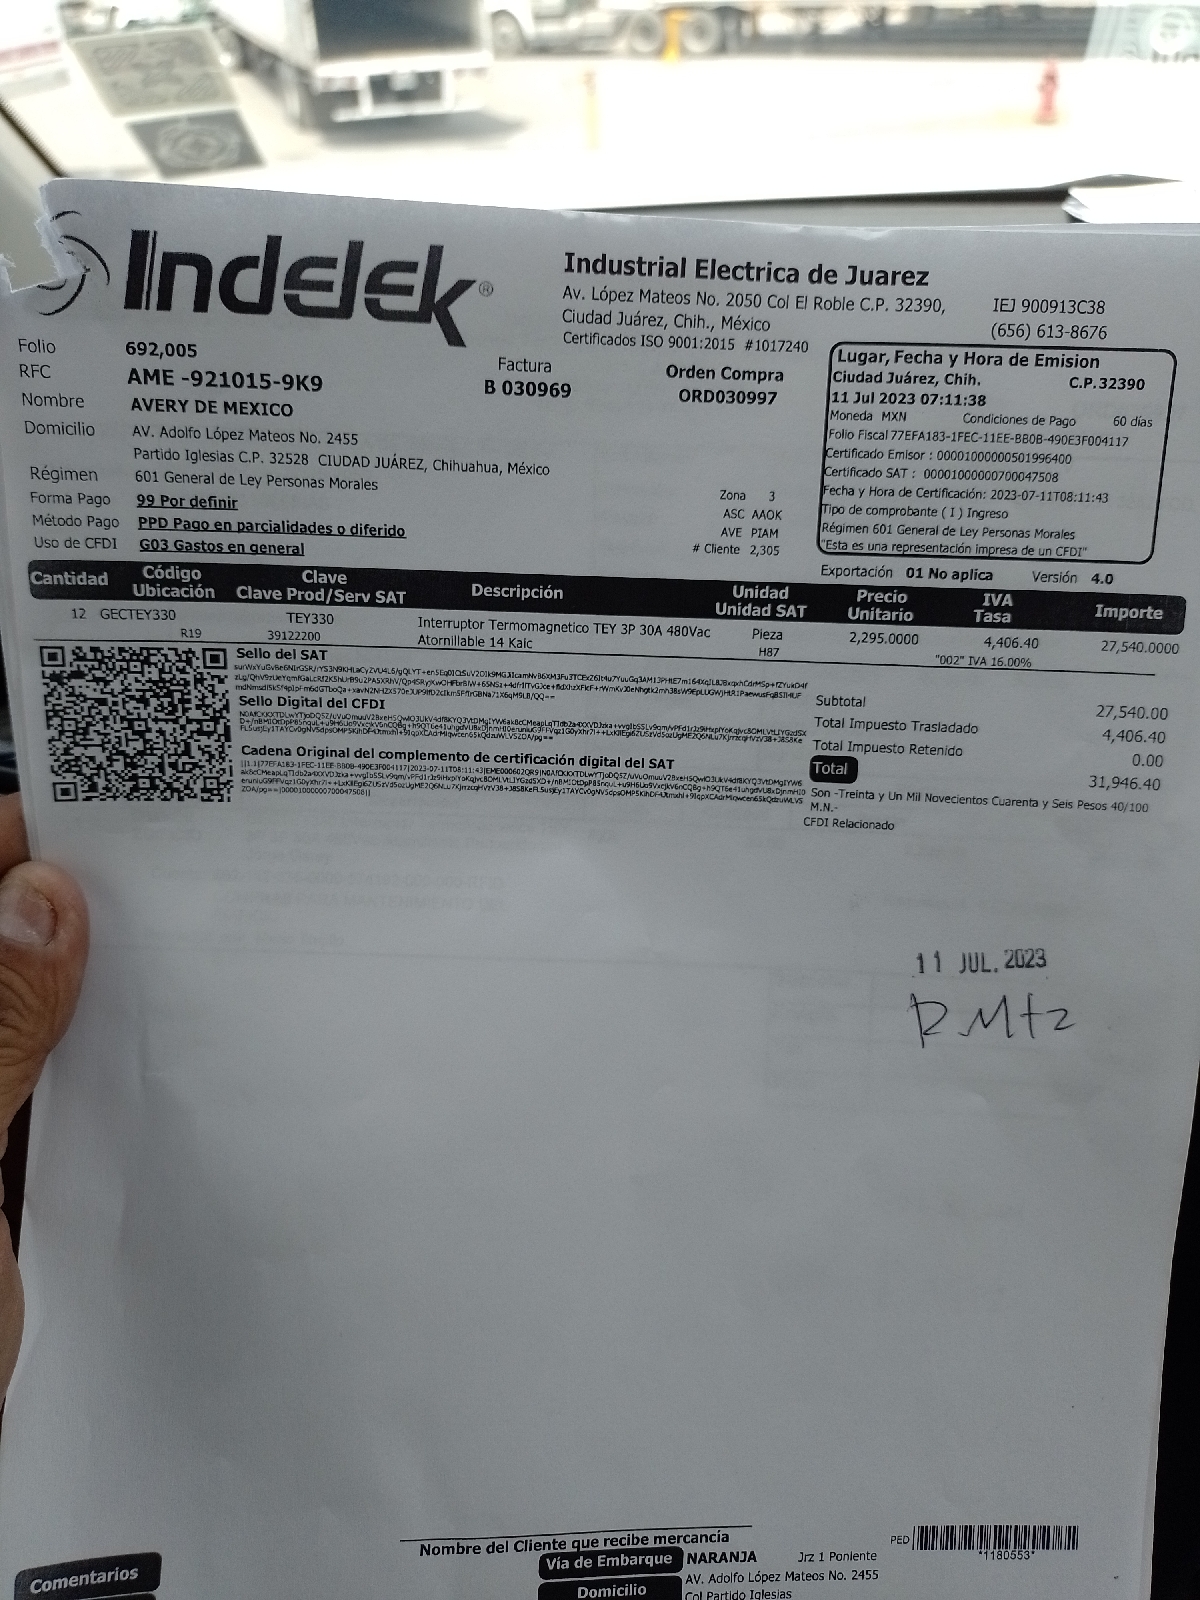 Indelek®
Industrial Electrica de Juarez
Av. López Mateos No. 2050 Col El Roble C.P. 32390,
Ciudad Juárez, Chih., México
Certificados ISO 9001:2015 #1017240
IEJ 900913C38
(656) 613-8676
Folio 692,005
RFC AME -921015-9K9
Nombre AVERY DE MEXICO
Domicilio AV. Adolfo López Mateos No. 2455
Partido Iglesias C.P. 32528 CIUDAD JUÁREZ, Chihuahua, México
Régimen 601 General de Ley Personas Morales
Forma Pago 99 Por definir
Método Pago PPD Pago en parcialidades o diferido
Uso de CFDI G03 Gastos en general
Factura
B 030969
Orden Compra
ORD030997
Zona 3
ASC AAOK
AVE PIAM
# Cliente 2,305
Lugar, Fecha y Hora de Emision
Ciudad Juárez, Chih. C.P.32390
11 Jul 2023 07:11:38
Moneda MXN Condiciones de Pago 60 días
Folio Fiscal 77EFA183-1FEC-11EE-BB0B-490E3F004117
Certificado Emisor : 00001000000501996400
Certificado SAT : 00001000000700047508
Fecha y Hora de Certificación: 2023-07-11T08:11:43
Tipo de comprobante ( I ) Ingreso
Régimen 601 General de Ley Personas Morales
"Esta es una representación impresa de un CFDI"
Exportación 01 No aplica Versión 4.0
Cantidad Código Ubicación Clave Clave Prod/Serv SAT Descripción Unidad Unidad SAT Precio Unitario IVA Tasa Importe
12 GECTEY330 TEY330 Interruptor Termomagnetico TEY 3P 30A 480Vac Pieza 2,295.0000 4,406.40 27,540.0000
R19 39122200 Atornillable 14 Kaic H87 "002" IVA 16.00%
Sello del SAT
Sello Digital del CFDI
Cadena Original del complemento de certificación digital del SAT
Subtotal 27,540.00
Total Impuesto Trasladado 4,406.40
Total Impuesto Retenido 0.00
Total 31,946.40
Son -Treinta y Un Mil Novecientos Cuarenta y Seis Pesos 40/100
M.N.-
CFDI Relacionado
11 JUL. 2023
R Mtz
Nombre del Cliente que recibe mercancía
PED *1180553*
Comentarios
Vía de Embarque NARANJA Jrz 1 Poniente
Domicilio AV. Adolfo López Mateos No. 2455
Col Partido Iglesias